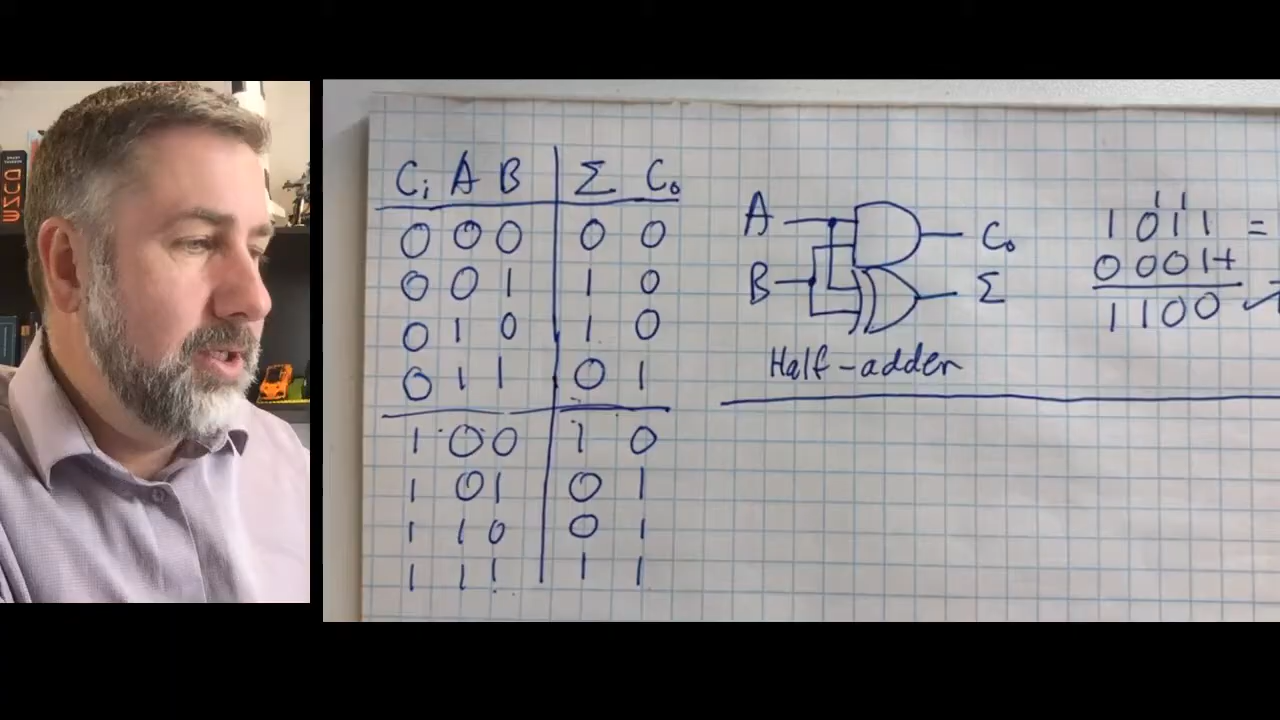 Ci A B Σ Co
0 0 0 0 0
0 0 1 1 0
0 1 0 1 0
0 1 1 0 1
1 0 0 1 0
1 0 1 0 1
1 1 0 0 1
1 1 1 1 1
A Co
B Σ
Half-adder
1 1
1 0 1 1 =
0 0 0 1 +
1 1 0 0
DUNE